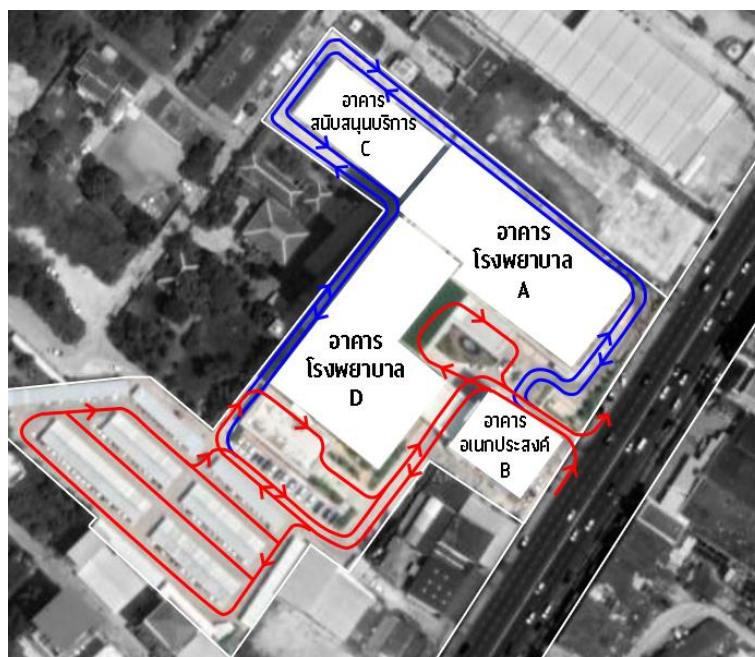 อาคาร
สนับสนุนบริการ
C
อาคาร
โรงพยาบาล
A
อาคาร
โรงพยาบาล
D
อาคาร
อเนกประสงค์
B